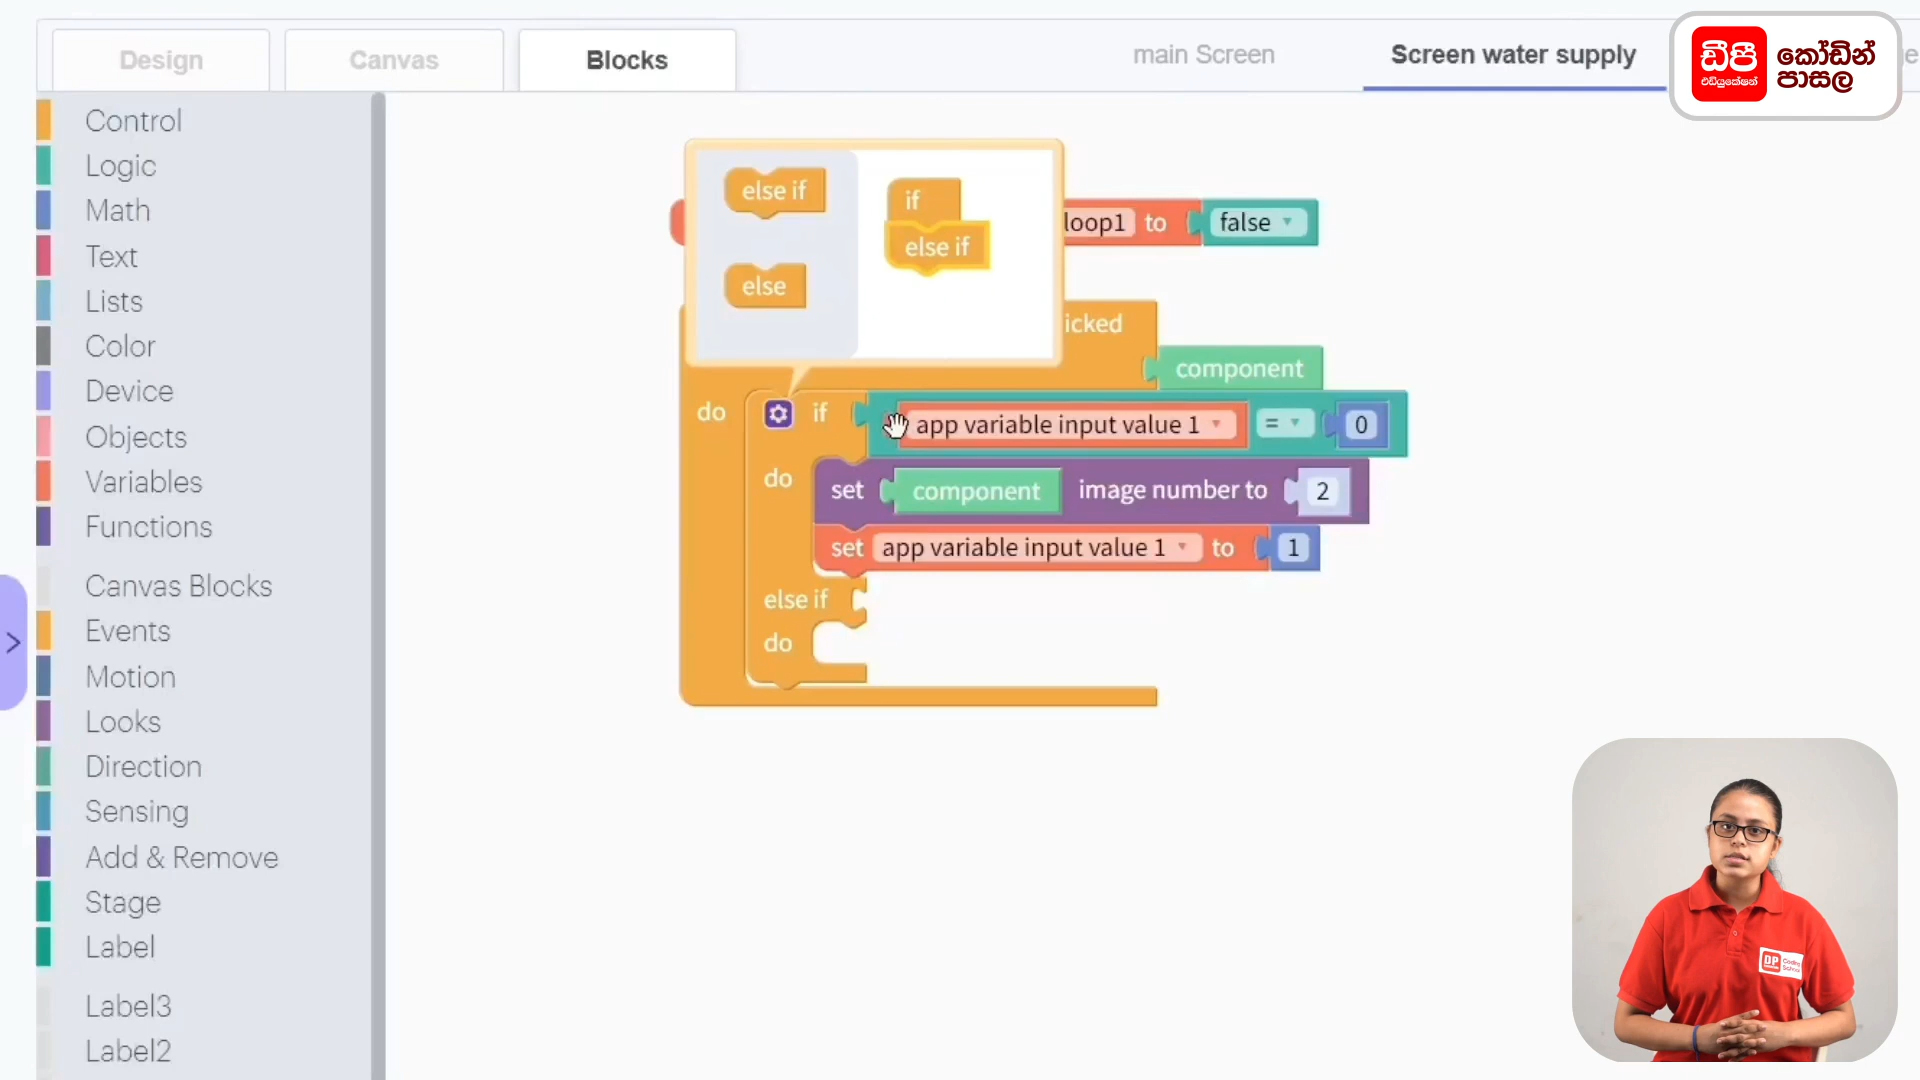 Design
Canvas
Blocks
main Screen
Screen water supply
ඩීපී
එඩියුකේෂන්
කෝඩින්
පාසල
Control
Logic
Math
Text
Lists
Color
Device
Objects
Variables
Functions
Canvas Blocks
Events
Motion
Looks
Direction
Sensing
Add & Remove
Stage
Label
Label3
Label2
else if
else
if
else if
loop1 to false
icked
component
do if app variable input value 1 = 0
do set component image number to 2
set app variable input value 1 to 1
else if
do
DP